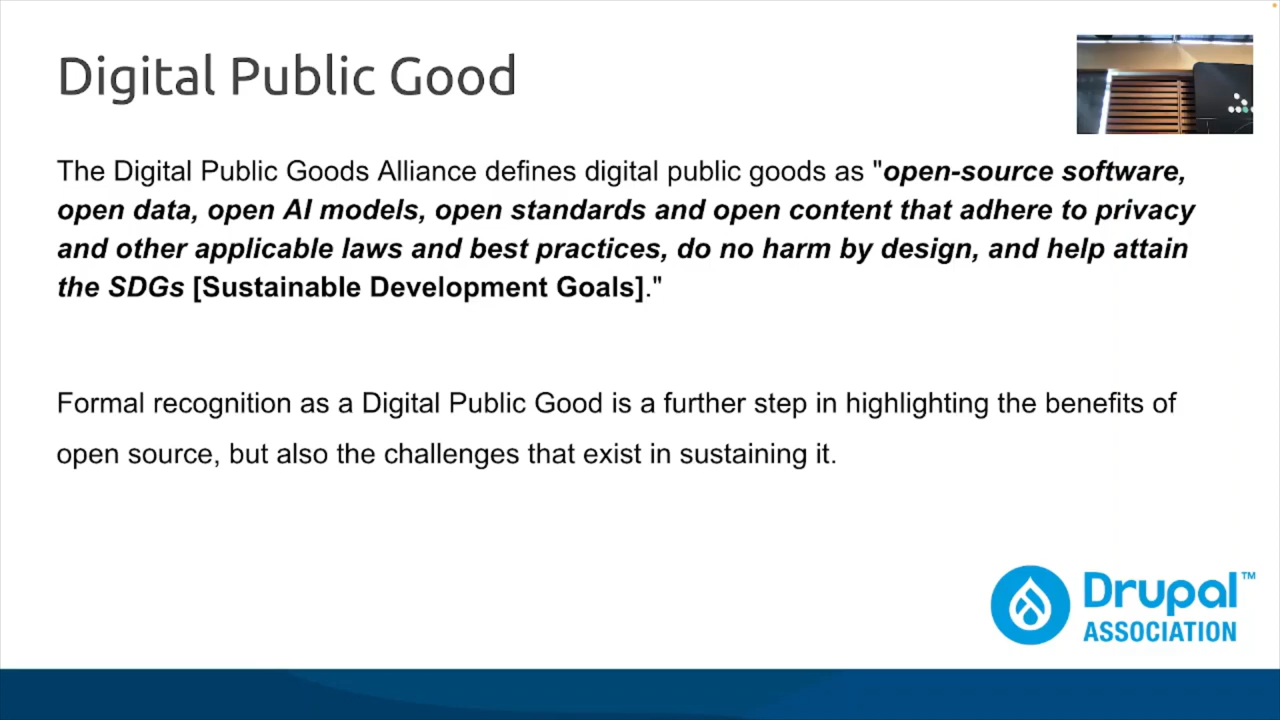 Digital Public Good
The Digital Public Goods Alliance defines digital public goods as "open-source software,
open data, open AI models, open standards and open content that adhere to privacy
and other applicable laws and best practices, do no harm by design, and help attain
the SDGs [Sustainable Development Goals]."
Formal recognition as a Digital Public Good is a further step in highlighting the benefits of
open source, but also the challenges that exist in sustaining it.
Drupal™
ASSOCIATION